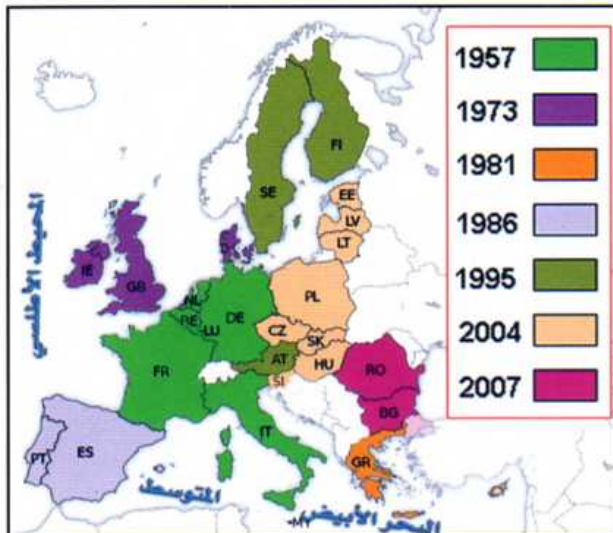 1957
1973
1981
1986
1995
2004
2007
FI
SE
EE
LV
LT
IE
GB
D
NL
BE
LU
DE
PL
CZ
SK
AT
HU
SI
FR
RO
BG
IT
PT
ES
GR
MT
المحيط الأطلسي
البحر الأبيض
المتوسط